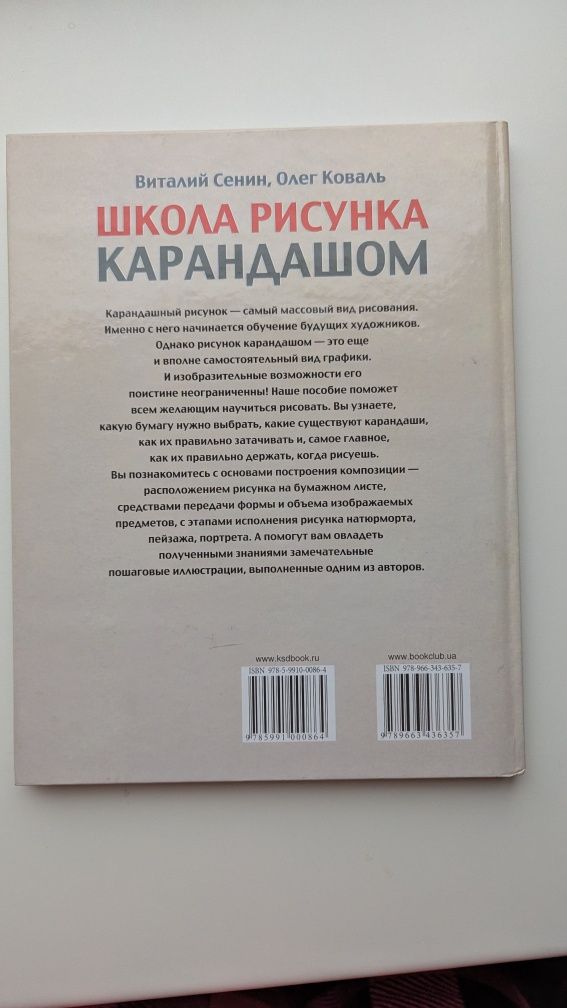 Виталий Сенин, Олег Коваль
ШКОЛА РИСУНКА
КАРАНДАШОМ
Карандашный рисунок — самый массовый вид рисования.
Именно с него начинается обучение будущих художников.
Однако рисунок карандашом — это еще
и вполне самостоятельный вид графики.
И изобразительные возможности его
поистине неограниченны! Наше пособие поможет
всем желающим научиться рисовать. Вы узнаете,
какую бумагу нужно выбрать, какие существуют карандаши,
как их правильно затачивать и, самое главное,
как их правильно держать, когда рисуешь.
Вы познакомитесь с основами построения композиции —
расположением рисунка на бумажном листе,
средствами передачи формы и объема изображаемых
предметов, с этапами исполнения рисунка натюрморта,
пейзажа, портрета. А помогут вам овладеть
полученными знаниями замечательные
пошаговые иллюстрации, выполненные одним из авторов.
www.ksdbook.ru
ISBN 978-5-9910-0086-4
9 785991 000864
www.bookclub.ua
ISBN 978-966-343-635-7
9 789663 436357